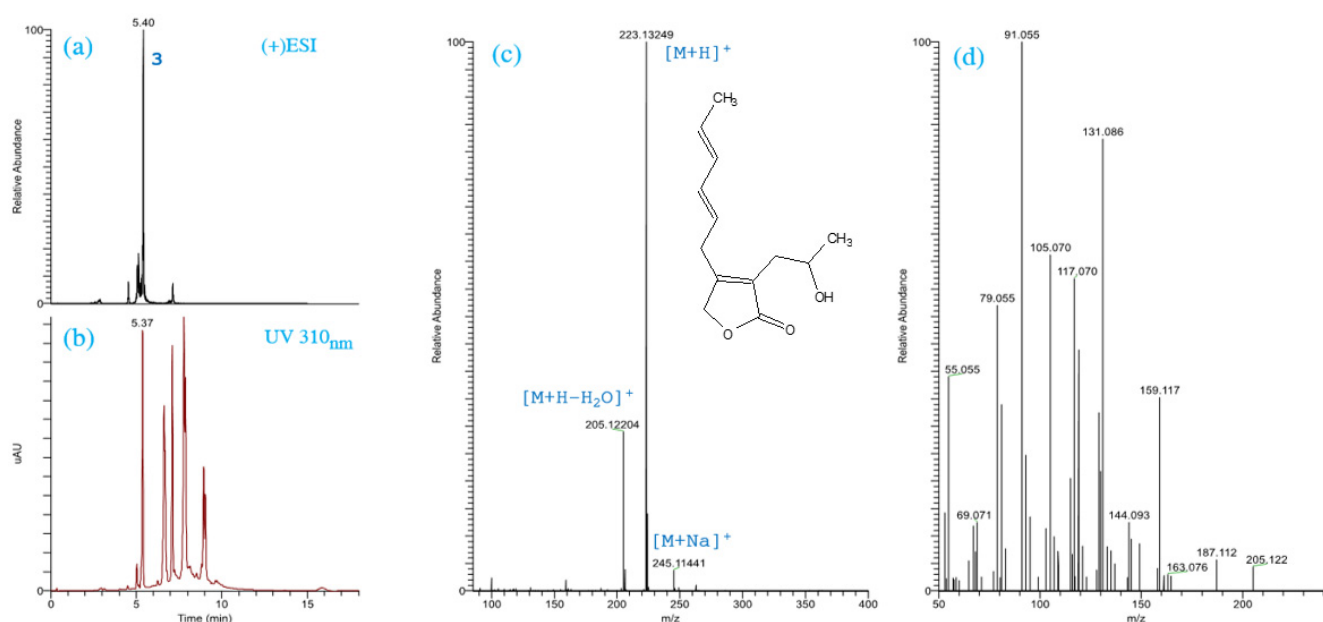 (a)
5.40
3
(+)ESI
100
Relative Abundance
0
(b)
5.37
UV 310nm
uAU
0
0
5
10
15
Time (min)
(c)
100
223.13249
[M+H]+
CH3
CH3
OH
O
O
[M+H−H2O]+
205.12204
[M+Na]+
245.11441
Relative Abundance
0
100
150
200
250
300
350
400
m/z
(d)
100
91.055
131.086
105.070
117.070
79.055
55.055
159.117
69.071
144.093
187.112
163.076
205.122
Relative Abundance
0
50
100
150
200
m/z